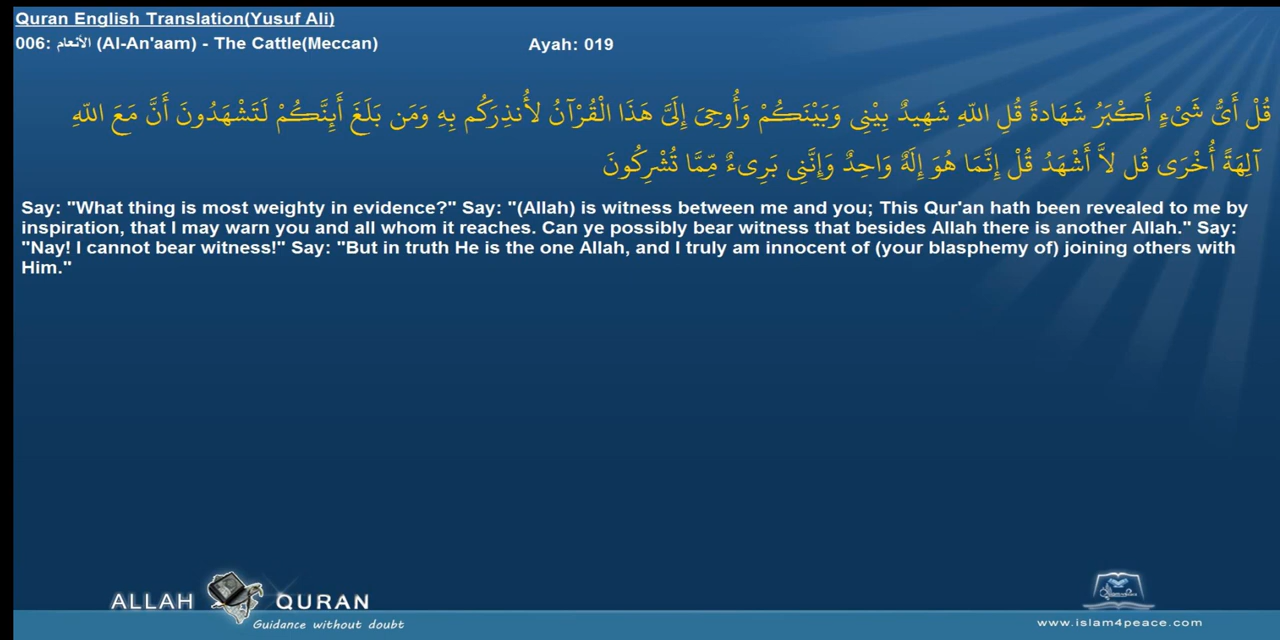 Quran English Translation(Yusuf Ali)
006: الأنعام (Al-An'aam) - The Cattle(Meccan) Ayah: 019
قُلْ أَىُّ شَىْءٍ أَكْبَرُ شَهَادةً قُلِ اللّهِ شَهِيدٌ بِيْنِى وَبَيْنَكُمْ وَأُوحِىَ إِلَىَّ هَذَا الْقُرْآنُ لأُنذِرَكُم بِهِ وَمَن بَلَغَ أَئِنَّكُمْ لَتَشْهَدُونَ أَنَّ مَعَ اللّهِ
آلِهَةً أُخْرَى قُل لاَّ أَشْهَدُ قُلْ إِنَّمَا هُوَ إِلَهٌ وَاحِدٌ وَإِنَّنِى بَرِىءٌ مِّمَّا تُشْرِكُونَ
Say: "What thing is most weighty in evidence?" Say: "(Allah) is witness between me and you; This Qur'an hath been revealed to me by
inspiration, that I may warn you and all whom it reaches. Can ye possibly bear witness that besides Allah there is another Allah." Say:
"Nay! I cannot bear witness!" Say: "But in truth He is the one Allah, and I truly am innocent of (your blasphemy of) joining others with
Him."
ALLAH QURAN
Guidance without doubt
www.islam4peace.com